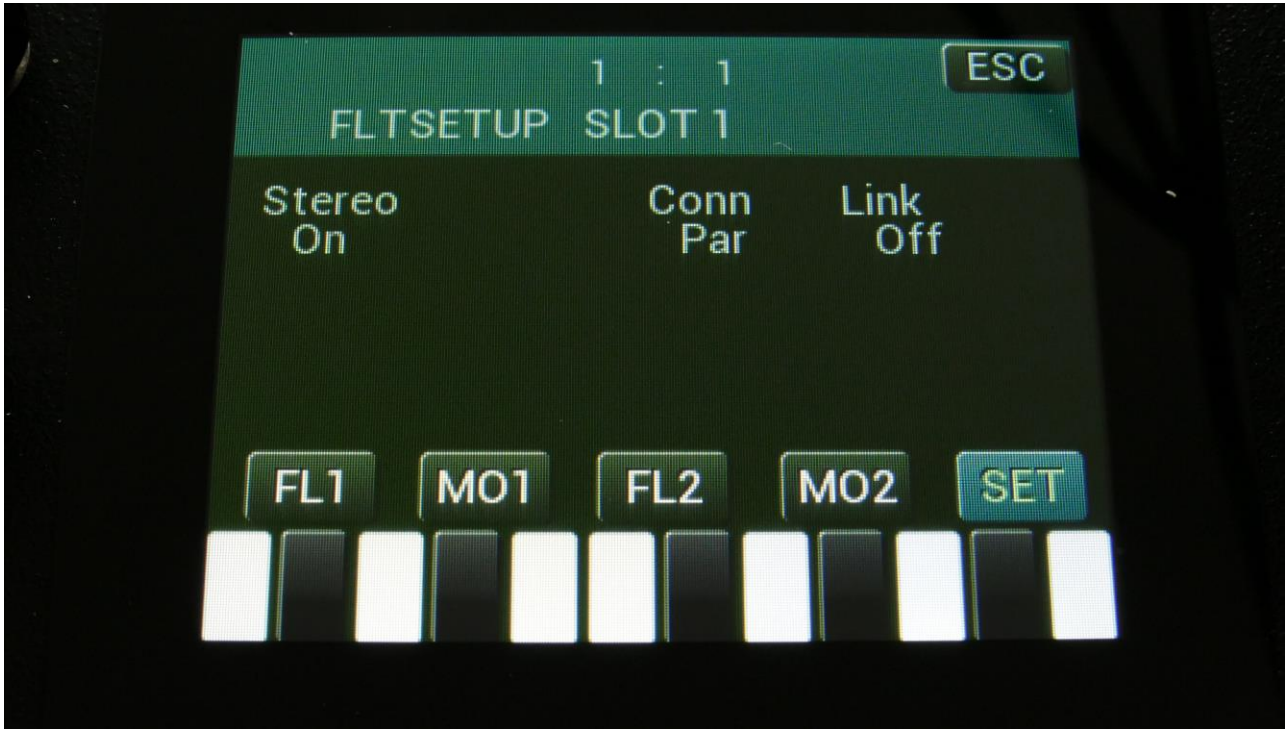 1 : 1 ESC
FLTSETUP SLOT 1
Stereo Conn Link
On Par Off
FL1 MO1 FL2 MO2 SET